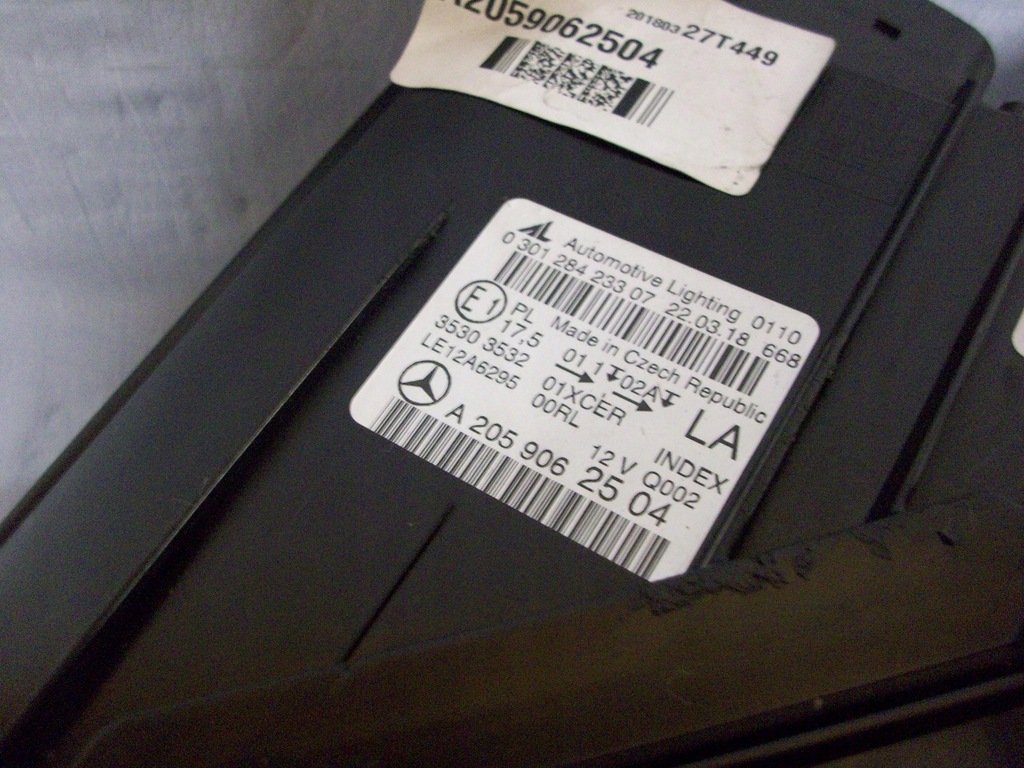 A2059062504
201803 27T449
AL Automotive Lighting 0110
0 301 284 233 07 22.03.18 668
E1 PL Made in Czech Republic
17,5 01 1 02A LA
3530 3532 01XCER
LE12A6295 00RL INDEX
12 V Q002
A 205 906 25 04